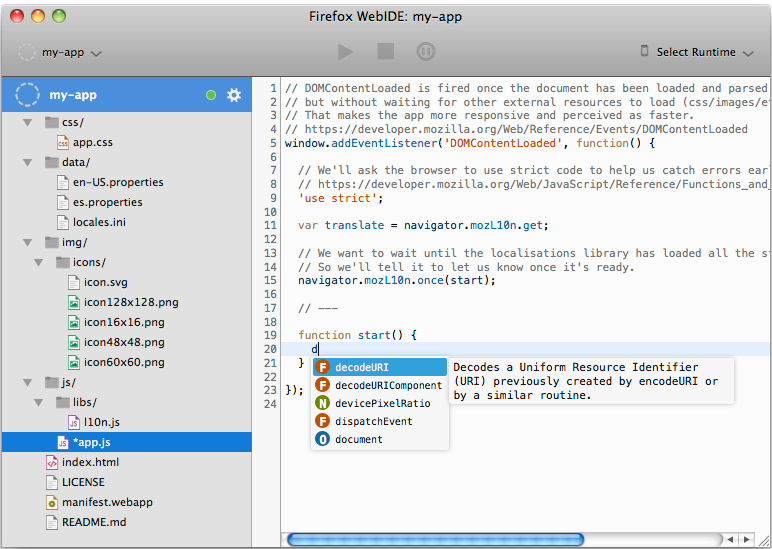 Firefox WebIDE: my-app
my-app
Select Runtime
my-app
css/
app.css
data/
en-US.properties
es.properties
locales.ini
img/
icons/
icon.svg
icon128x128.png
icon16x16.png
icon48x48.png
icon60x60.png
js/
libs/
l10n.js
*app.js
index.html
LICENSE
manifest.webapp
README.md
1 // DOMContentLoaded is fired once the document has been loaded and parsed
2 // but without waiting for other external resources to load (css/images/et
3 // That makes the app more responsive and perceived as faster.
4 // https://developer.mozilla.org/Web/Reference/Events/DOMContentLoaded
5 window.addEventListener('DOMContentLoaded', function() {
6
7 // We'll ask the browser to use strict code to help us catch errors ear
8 // https://developer.mozilla.org/Web/JavaScript/Reference/Functions_and_
9 'use strict';
10
11 var translate = navigator.mozL10n.get;
12
13 // We want to wait until the localisations library has loaded all the st
14 // So we'll tell it to let us know once it's ready.
15 navigator.mozL10n.once(start);
16
17 // ---
18
19 function start() {
20 d
21 }
22
23 });
24
F decodeURI
F decodeURIComponent
N devicePixelRatio
F dispatchEvent
O document
Decodes a Uniform Resource Identifier
(URI) previously created by encodeURI or
by a similar routine.